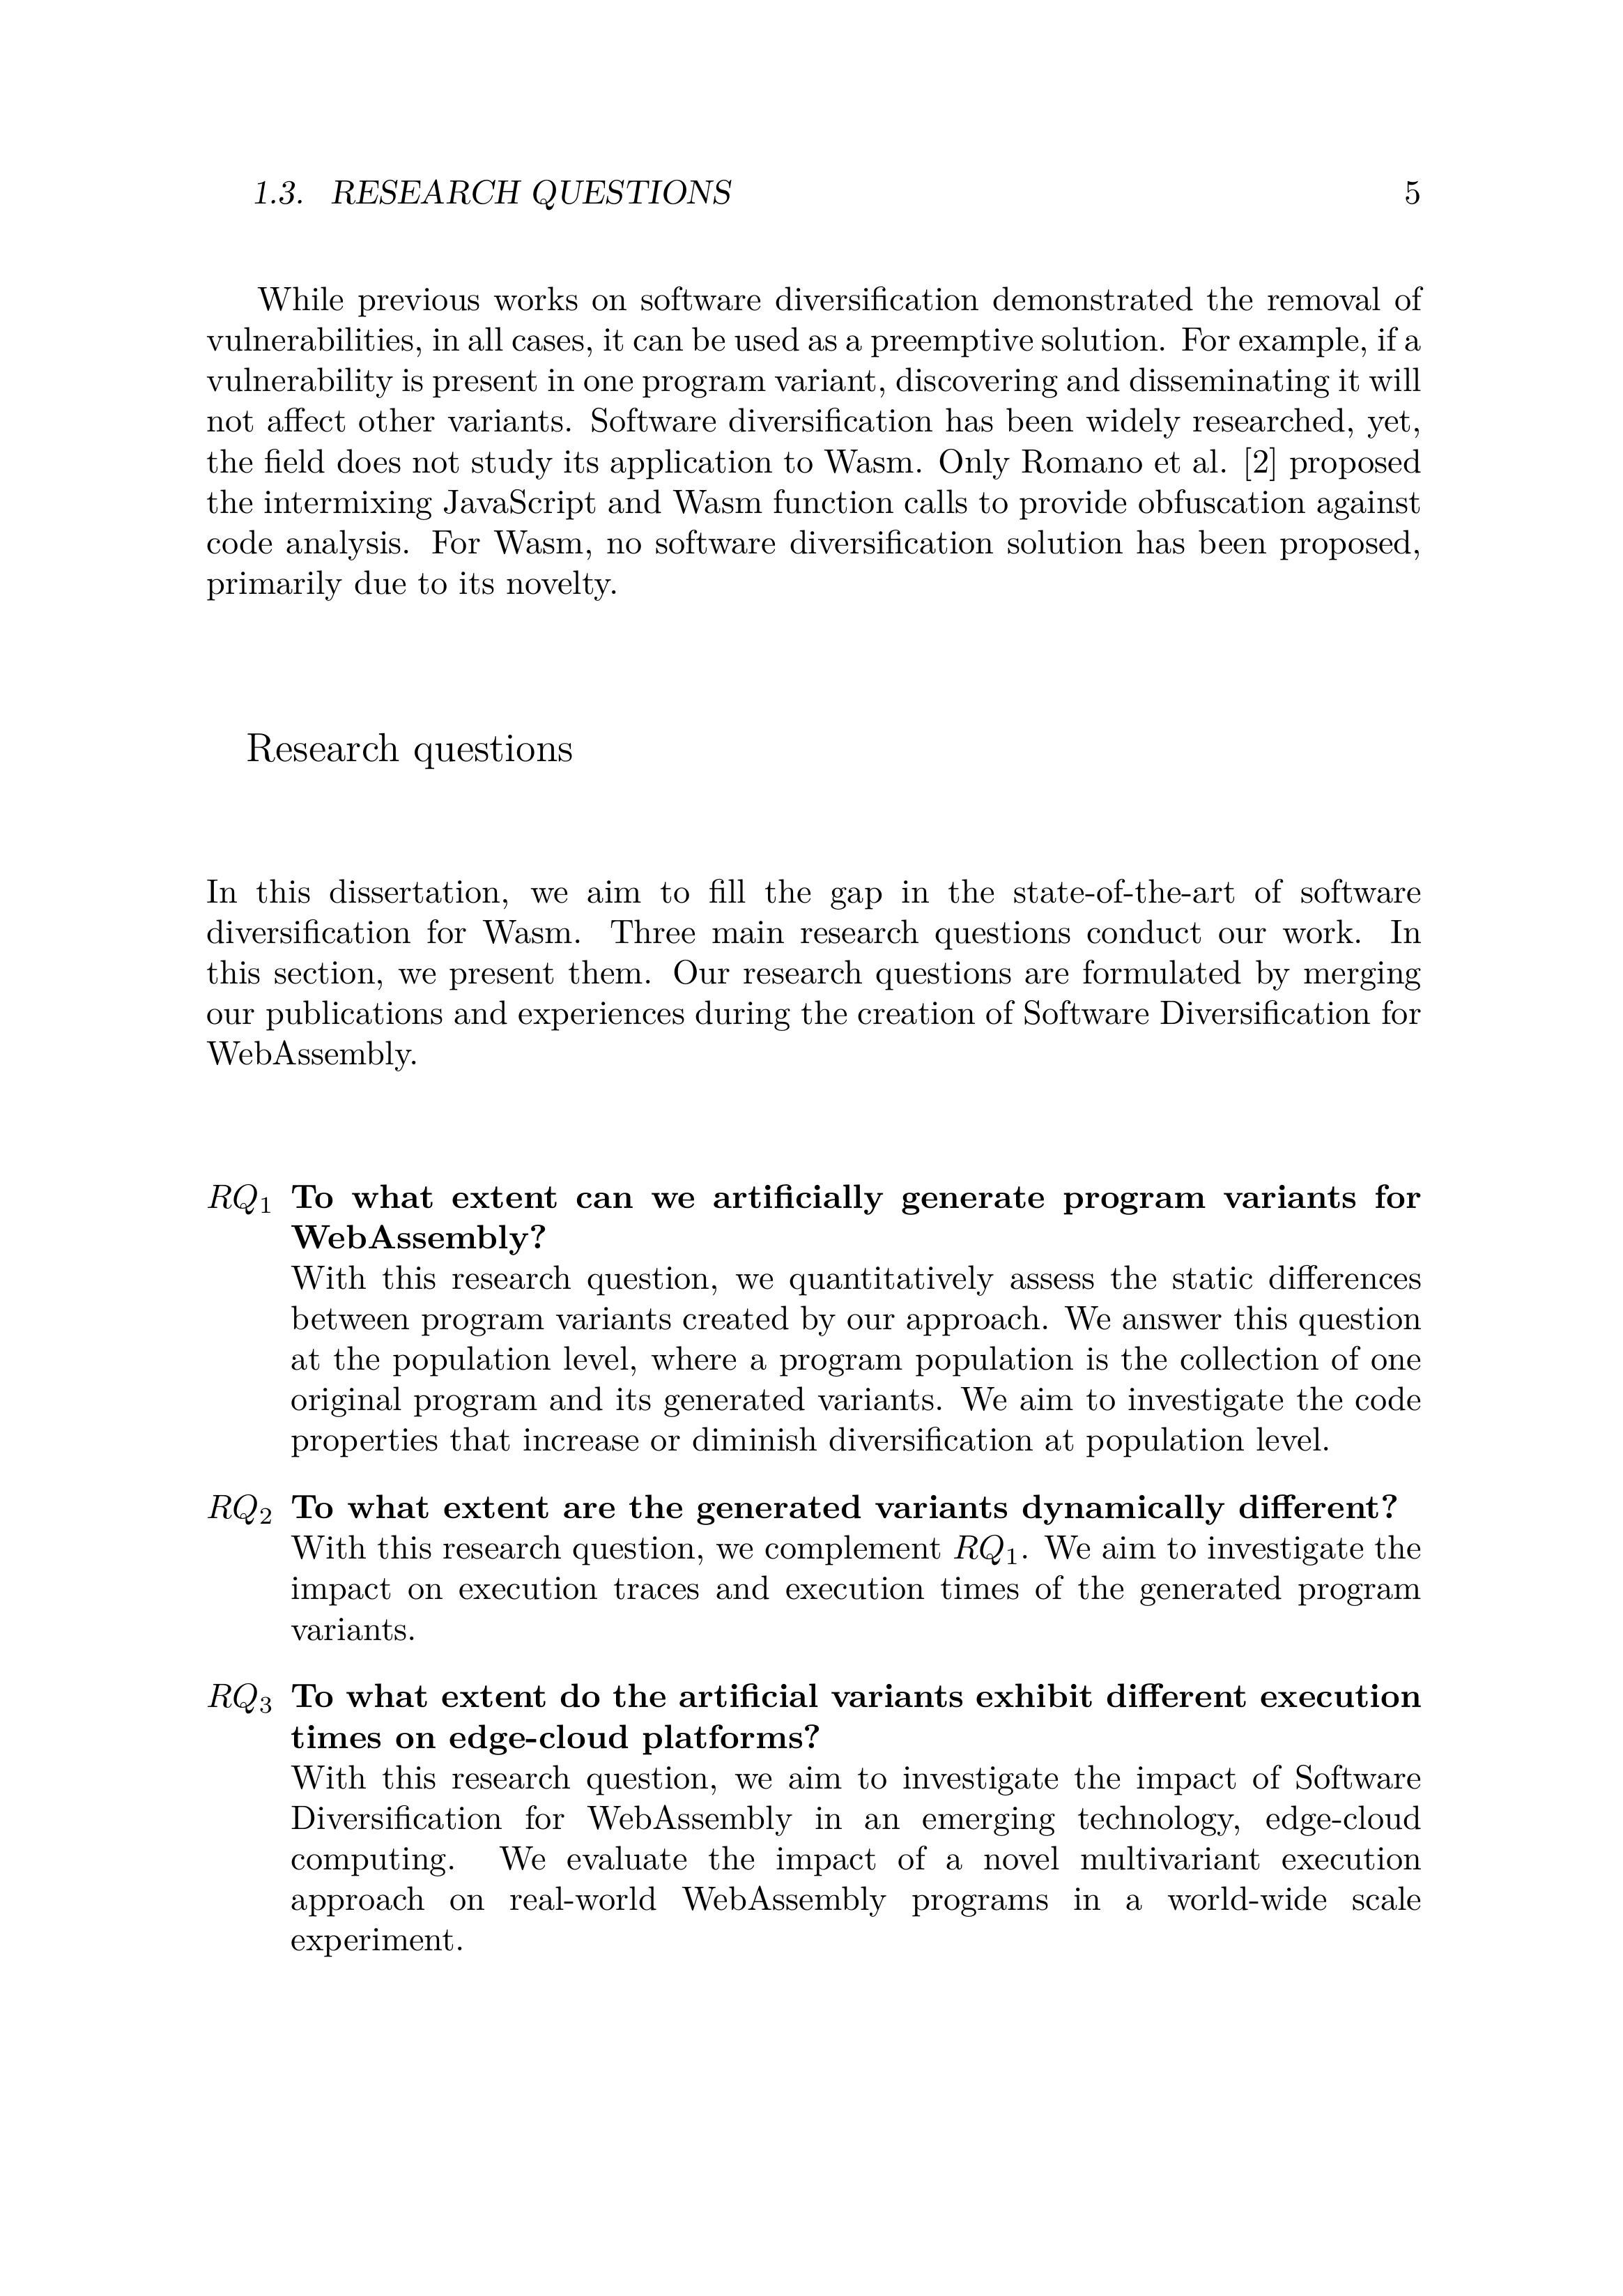 1.3. RESEARCH QUESTIONS 5
While previous works on software diversification demonstrated the removal of
vulnerabilities, in all cases, it can be used as a preemptive solution. For example, if a
vulnerability is present in one program variant, discovering and disseminating it will
not affect other variants. Software diversification has been widely researched, yet,
the field does not study its application to Wasm. Only Romano et al. [2] proposed
the intermixing JavaScript and Wasm function calls to provide obfuscation against
code analysis. For Wasm, no software diversification solution has been proposed,
primarily due to its novelty.
Research questions
In this dissertation, we aim to fill the gap in the state-of-the-art of software
diversification for Wasm. Three main research questions conduct our work. In
this section, we present them. Our research questions are formulated by merging
our publications and experiences during the creation of Software Diversification for
WebAssembly.
RQ1 To what extent can we artificially generate program variants for
WebAssembly?
With this research question, we quantitatively assess the static differences
between program variants created by our approach. We answer this question
at the population level, where a program population is the collection of one
original program and its generated variants. We aim to investigate the code
properties that increase or diminish diversification at population level.
RQ2 To what extent are the generated variants dynamically different?
With this research question, we complement RQ1. We aim to investigate the
impact on execution traces and execution times of the generated program
variants.
RQ3 To what extent do the artificial variants exhibit different execution
times on edge-cloud platforms?
With this research question, we aim to investigate the impact of Software
Diversification for WebAssembly in an emerging technology, edge-cloud
computing. We evaluate the impact of a novel multivariant execution
approach on real-world WebAssembly programs in a world-wide scale
experiment.